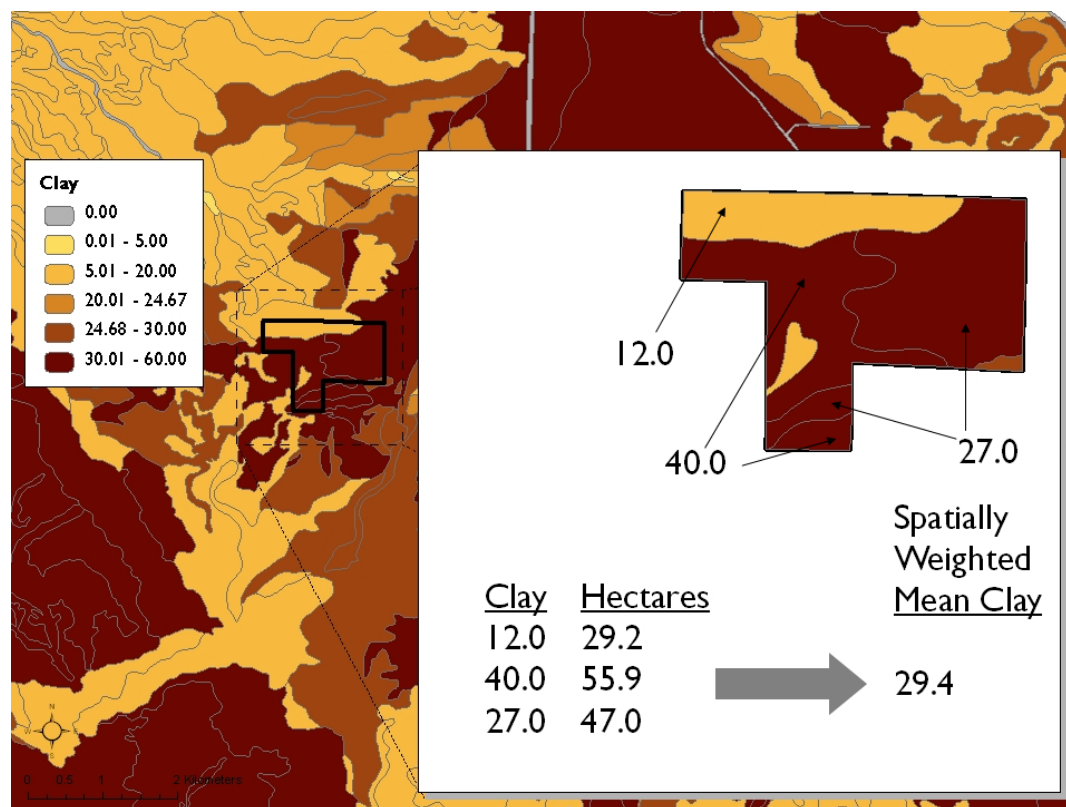 Clay
0.00
0.01 - 5.00
5.01 - 20.00
20.01 - 24.67
24.68 - 30.00
30.01 - 60.00
12.0
40.0
27.0
Spatially
Weighted
Mean Clay
Clay Hectares
12.0 29.2
40.0 55.9
27.0 47.0
29.4
N
W E
S
0 0.5 1 2 Kilometers